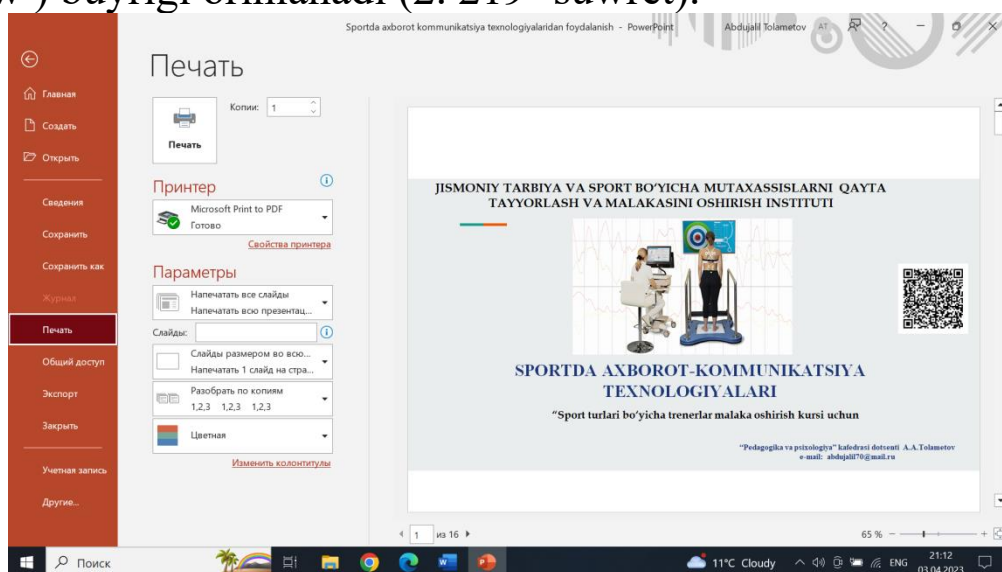 buyrıgı orınlanadı (2. 219- súwret).
Sportda axborot kommunikatsiya texnologiyalaridan foydalanish - PowerPoint
Abdujalil Tolametov
AT
?
Главная
Создать
Открыть
Сведения
Сохранить
Сохранить как
Журнал
Печать
Общий доступ
Экспорт
Закрыть
Учетная запись
Другие...
Печать
Копии: 1
Печать
Принтер
Microsoft Print to PDF
Готово
Свойства принтера
Параметры
Напечатать все слайды
Напечатать всю презентац...
Слайды:
Слайды размером во всю...
Напечатать 1 слайд на стра...
Разобрать по копиям
1,2,3 1,2,3 1,2,3
Цветная
Изменить колонтитулы
JISMONIY TARBIYA VA SPORT BO‘YICHA MUTAXASSISLARNI QAYTA
TAYYORLASH VA MALAKASINI OSHIRISH INSTITUTI
SPORTDA AXBOROT-KOMMUNIKATSIYA
TEXNOLOGIYALARI
“Sport turlari bo‘yicha trenerlar malaka oshirish kursi uchun
“Pedagogika va psixologiya” kafedrasi dotsenti A.A.Tolametov
e-mail: abdujalil70@mail.ru
1 из 16
65 %
Поиск
11°C Cloudy
ENG
21:12
03.04.2023